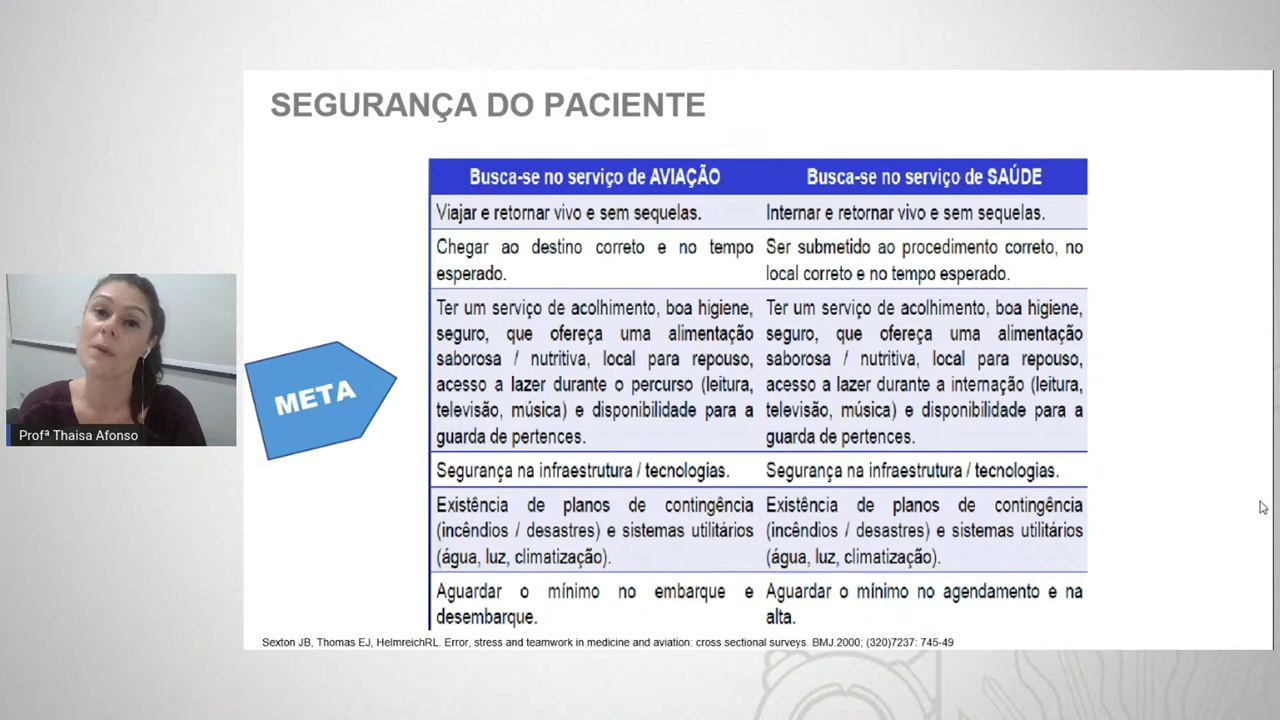 SEGURANÇA DO PACIENTE
Busca-se no serviço de AVIAÇÃO
Busca-se no serviço de SAÚDE
Viajar e retornar vivo e sem sequelas.
Internar e retornar vivo e sem sequelas.
Chegar ao destino correto e no tempo
esperado.
Ser submetido ao procedimento correto, no
local correto e no tempo esperado.
Ter um serviço de acolhimento, boa higiene,
seguro, que ofereça uma alimentação
saborosa / nutritiva, local para repouso,
acesso a lazer durante o percurso (leitura,
televisão, música) e disponibilidade para a
guarda de pertences.
Ter um serviço de acolhimento, boa higiene,
seguro, que ofereça uma alimentação
saborosa / nutritiva, local para repouso,
acesso a lazer durante a internação (leitura,
televisão, música) e disponibilidade para a
guarda de pertences.
Segurança na infraestrutura / tecnologias.
Segurança na infraestrutura / tecnologias.
Existência de planos de contingência
(incêndios / desastres) e sistemas utilitários
(água, luz, climatização).
Existência de planos de contingência
(incêndios / desastres) e sistemas utilitários
(água, luz, climatização).
Aguardar o mínimo no embarque e
desembarque.
Aguardar o mínimo no agendamento e na
alta.
META
Profª Thaisa Afonso
Sexton JB, Thomas EJ, HelmreichRL. Error, stress and teamwork in medicine and aviation: cross sectional surveys. BMJ.2000; (320)7237: 745-49